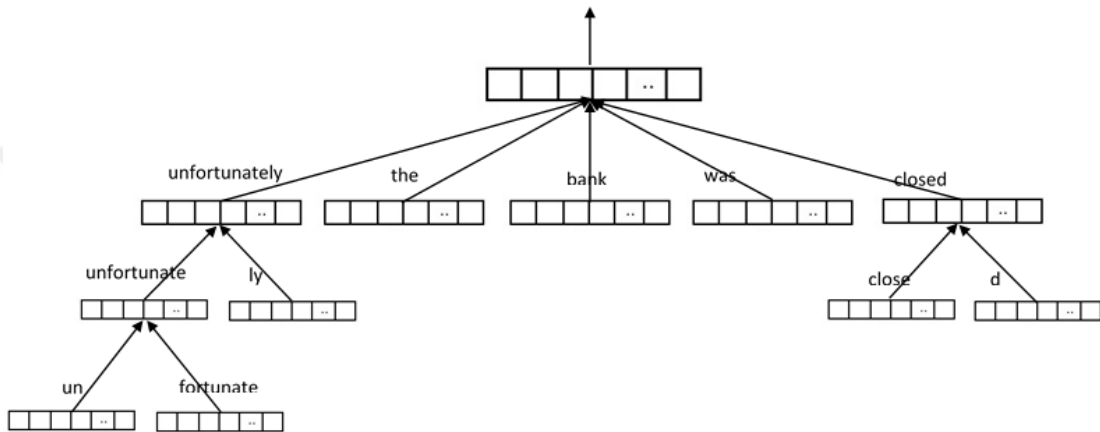 ..
unfortunately the bank was closed
.. .. .. .. ..
unfortunate ly close d
.. .. .. ..
un fortunate
.. ..